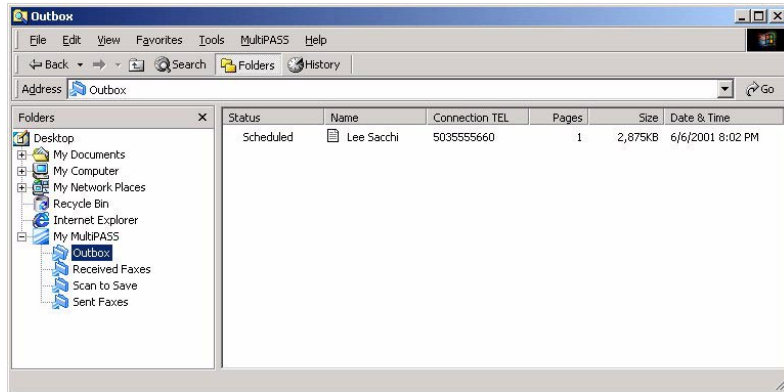 Outbox
File Edit View Favorites Tools MultiPASS Help
Back Search Folders History
Address Outbox Go
Folders
Desktop
My Documents
My Computer
My Network Places
Recycle Bin
Internet Explorer
My MultiPASS
Outbox
Received Faxes
Scan to Save
Sent Faxes
Status Name Connection TEL Pages Size Date & Time
Scheduled Lee Sacchi 5035555660 1 2,875KB 6/6/2001 8:02 PM